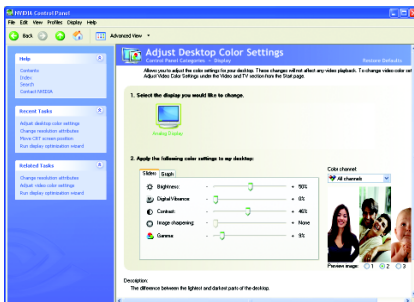 NVIDIA Control Panel
File Edit View Profiles Display Help
Back
Advanced View
Help
Contents
Index
Search
Contact NVIDIA
Recent Tasks
Adjust desktop color settings
Change resolution attributes
Move CRT screen position
Run display optimization wizard
Related Tasks
Change resolution attributes
Adjust video color settings
Run display optimization wizard
Adjust Desktop Color Settings
Control Panel Categories - Display
Restore Defaults
Allows you to adjust the color settings for your desktop. These changes will not affect any video playback. To change video color set
Adjust Video Color Settings under the Video and TV section from the Start page.
1. Select the display you would like to change.
Analog Display
2. Apply the following color settings to my desktop:
Sliders Graph
Brightness: - + 50%
Digital Vibrance: - + 0%
Contrast: - + 46%
Image sharpening: - + None
Gamma: - + 9%
Color channel:
All channels
Preview image: 1 2 3
Description:
The difference between the lightest and darkest parts of the desktop.